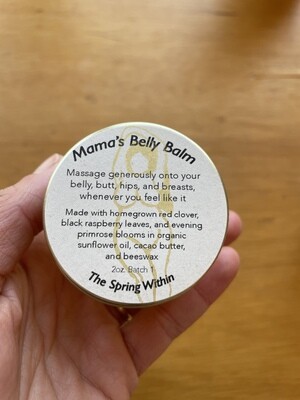 Mama's Belly Balm
Massage generously onto your
belly, butt, hips, and breasts,
whenever you feel like it
Made with homegrown red clover,
black raspberry leaves, and evening
primrose blooms in organic
sunflower oil, cacao butter,
and beeswax
2oz. Batch 1
The Spring Within